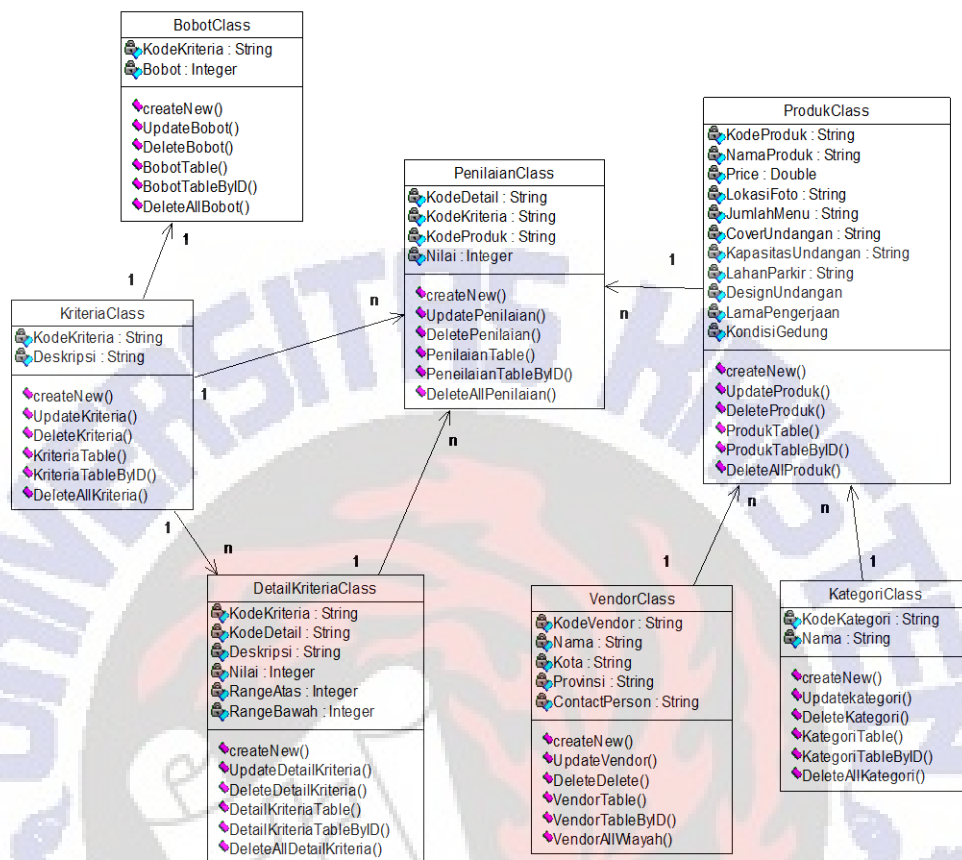 BobotClass
KodeKriteria : String
Bobot : Integer
createNew()
UpdateBobot()
DeleteBobot()
BobotTable()
BobotTableByID()
DeleteAllBobot()
1
1
KriteriaClass
KodeKriteria : String
Deskripsi : String
createNew()
UpdateKriteria()
DeleteKriteria()
KriteriaTable()
KriteriaTableByID()
DeleteAllKriteria()
n
1
PenilaianClass
KodeDetail : String
KodeKriteria : String
KodeProduk : String
Nilai : Integer
createNew()
UpdatePenilaian()
DeletePenilaian()
PenilaianTable()
PeneilaianTableByID()
DeleteAllPenilaian()
1
n
ProdukClass
KodeProduk : String
NamaProduk : String
Price : Double
LokasiFoto : String
JumlahMenu : String
CoverUndangan : String
KapasitasUndangan : String
LahanParkir : String
DesignUndangan
LamaPengerjaan
KondisiGedung
createNew()
UpdateProduk()
DeleteProduk()
ProdukTable()
ProdukTableByID()
DeleteAllProduk()
1
n
n
1
n
1
n
1
DetailKriteriaClass
KodeKriteria : String
KodeDetail : String
Deskripsi : String
Nilai : Integer
RangeAtas : Integer
RangeBawah : Integer
createNew()
UpdateDetailKriteria()
DeleteDetailKriteria()
DetailKriteriaTable()
DetailKriteriaTableByID()
DeleteAllDetailKriteria()
VendorClass
KodeVendor : String
Nama : String
Kota : String
Provinsi : String
ContactPerson : String
createNew()
UpdateVendor()
DeleteDelete()
VendorTable()
VendorTableByID()
VendorAllWiayah()
KategoriClass
KodeKategori : String
Nama : String
createNew()
Updatekategori()
DeleteKategori()
KategoriTable()
KategoriTableByID()
DeleteAllKategori()
UNIVERSITAS KRISTEN